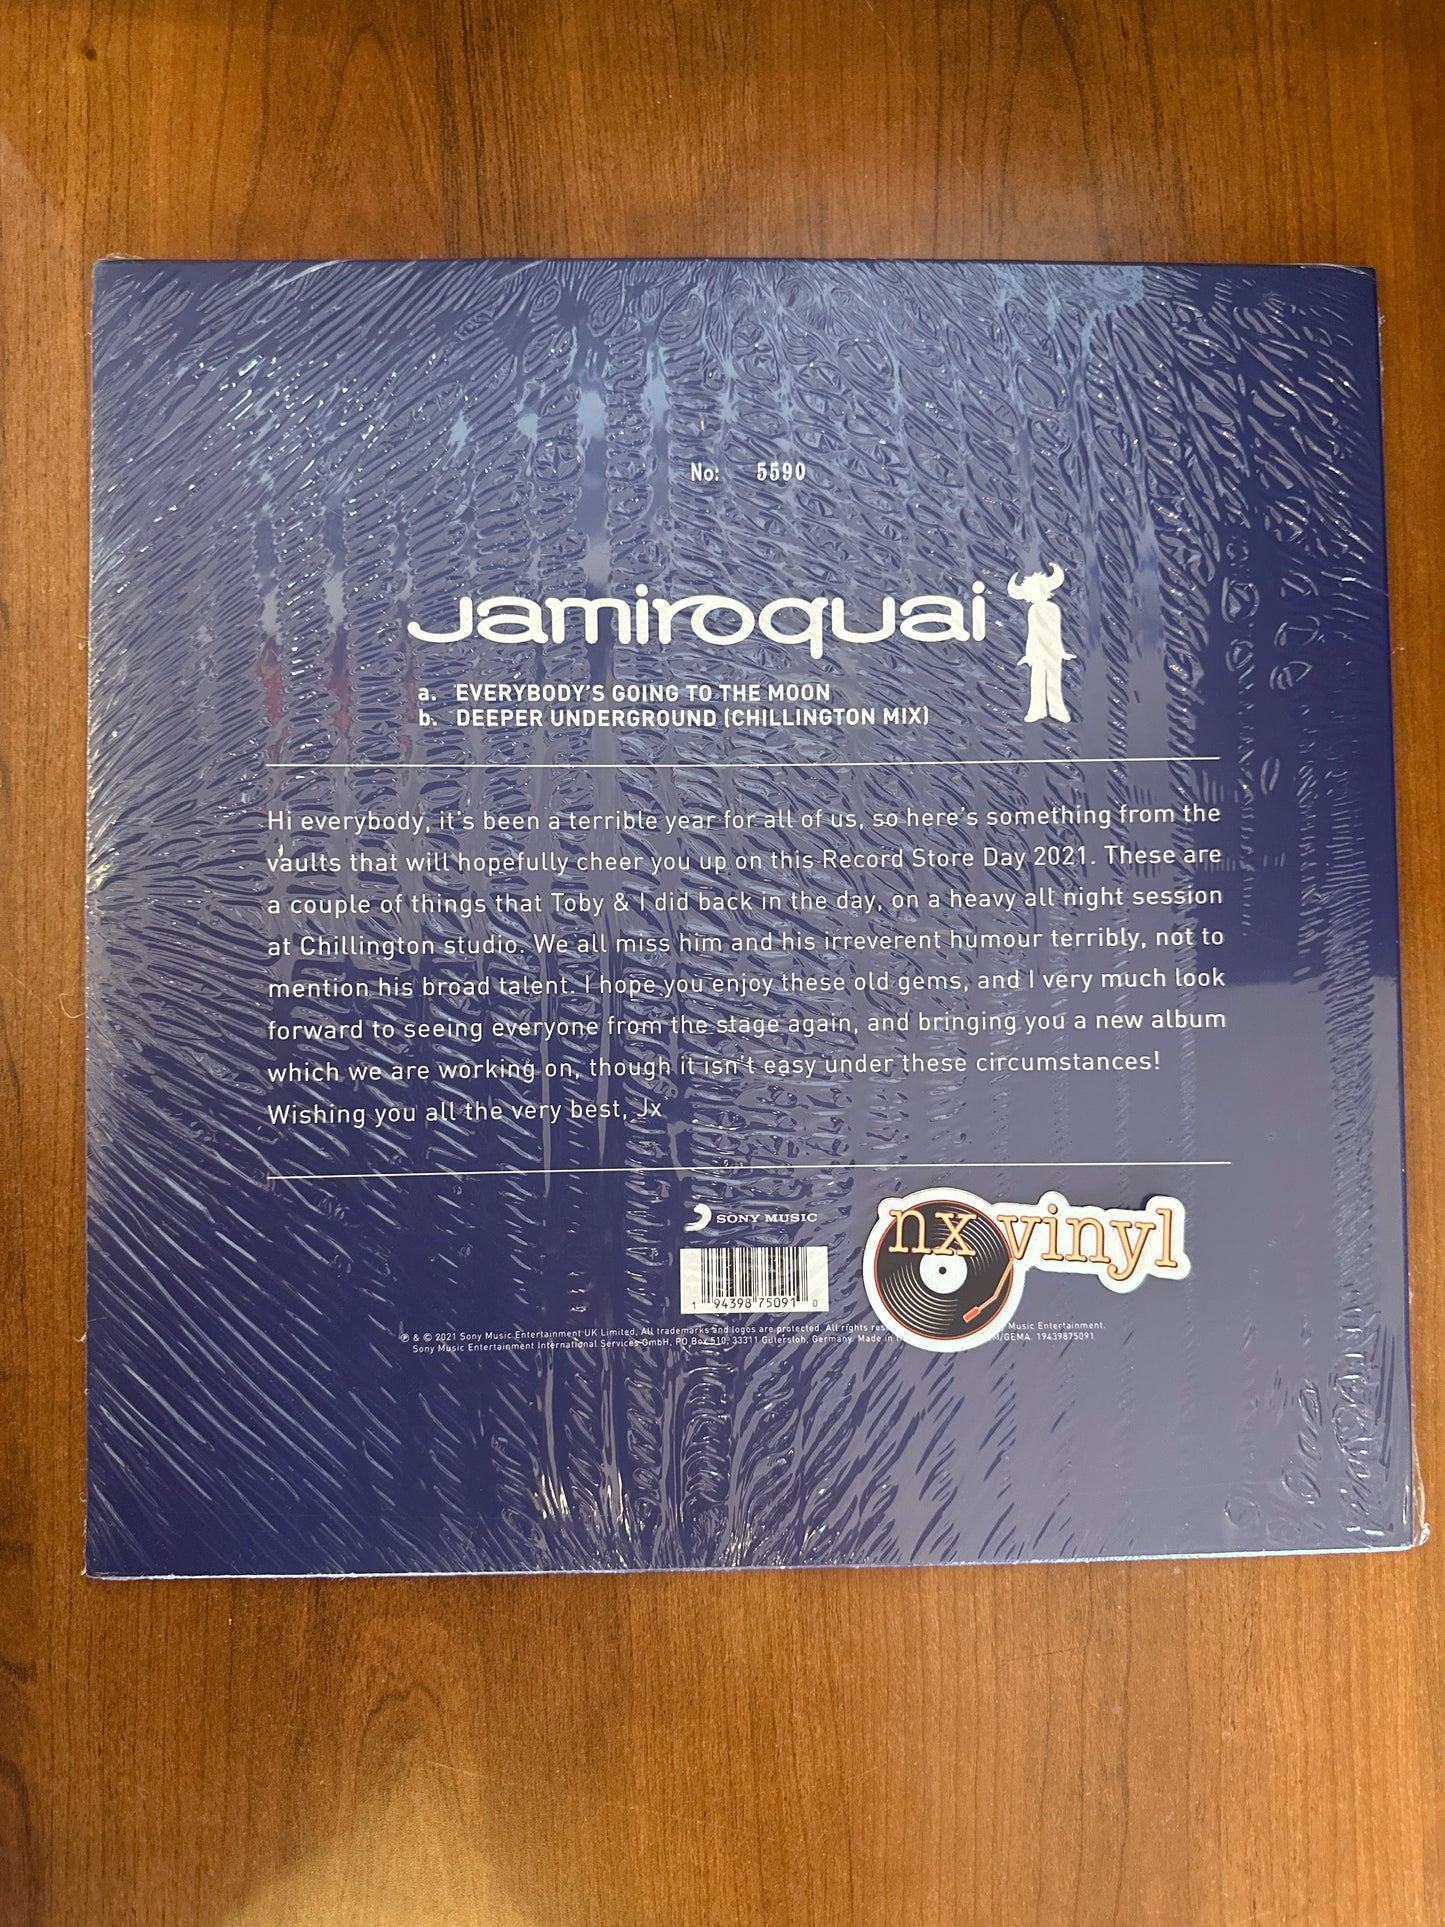 No: 5590
Jamiroquai
a. EVERYBODY'S GOING TO THE MOON
b. DEEPER UNDERGROUND (CHILLINGTON MIX)
Hi everybody, it's been a terrible year for all of us, so here's something from the
vaults that will hopefully cheer you up on this Record Store Day 2021. These are
a couple of things that Toby & I did back in the day, on a heavy all night session
at Chillington studio. We all miss him and his irreverent humour terribly, not to
mention his broad talent. I hope you enjoy these old gems, and I very much look
forward to seeing everyone from the stage again, and bringing you a new album
which we are working on, though it isn't easy under these circumstances!
Wishing you all the very best, Jx
SONY MUSIC
nx vinyl
1 94398 75091 0
℗ & © 2021 Sony Music Entertainment UK Limited. All trademarks and logos are protected. All rights Music Entertainment.
Sony Music Entertainment International Services GmbH, PO Box 510, 33311 Gütersloh, Germany. Made in /GEMA. 19439875091